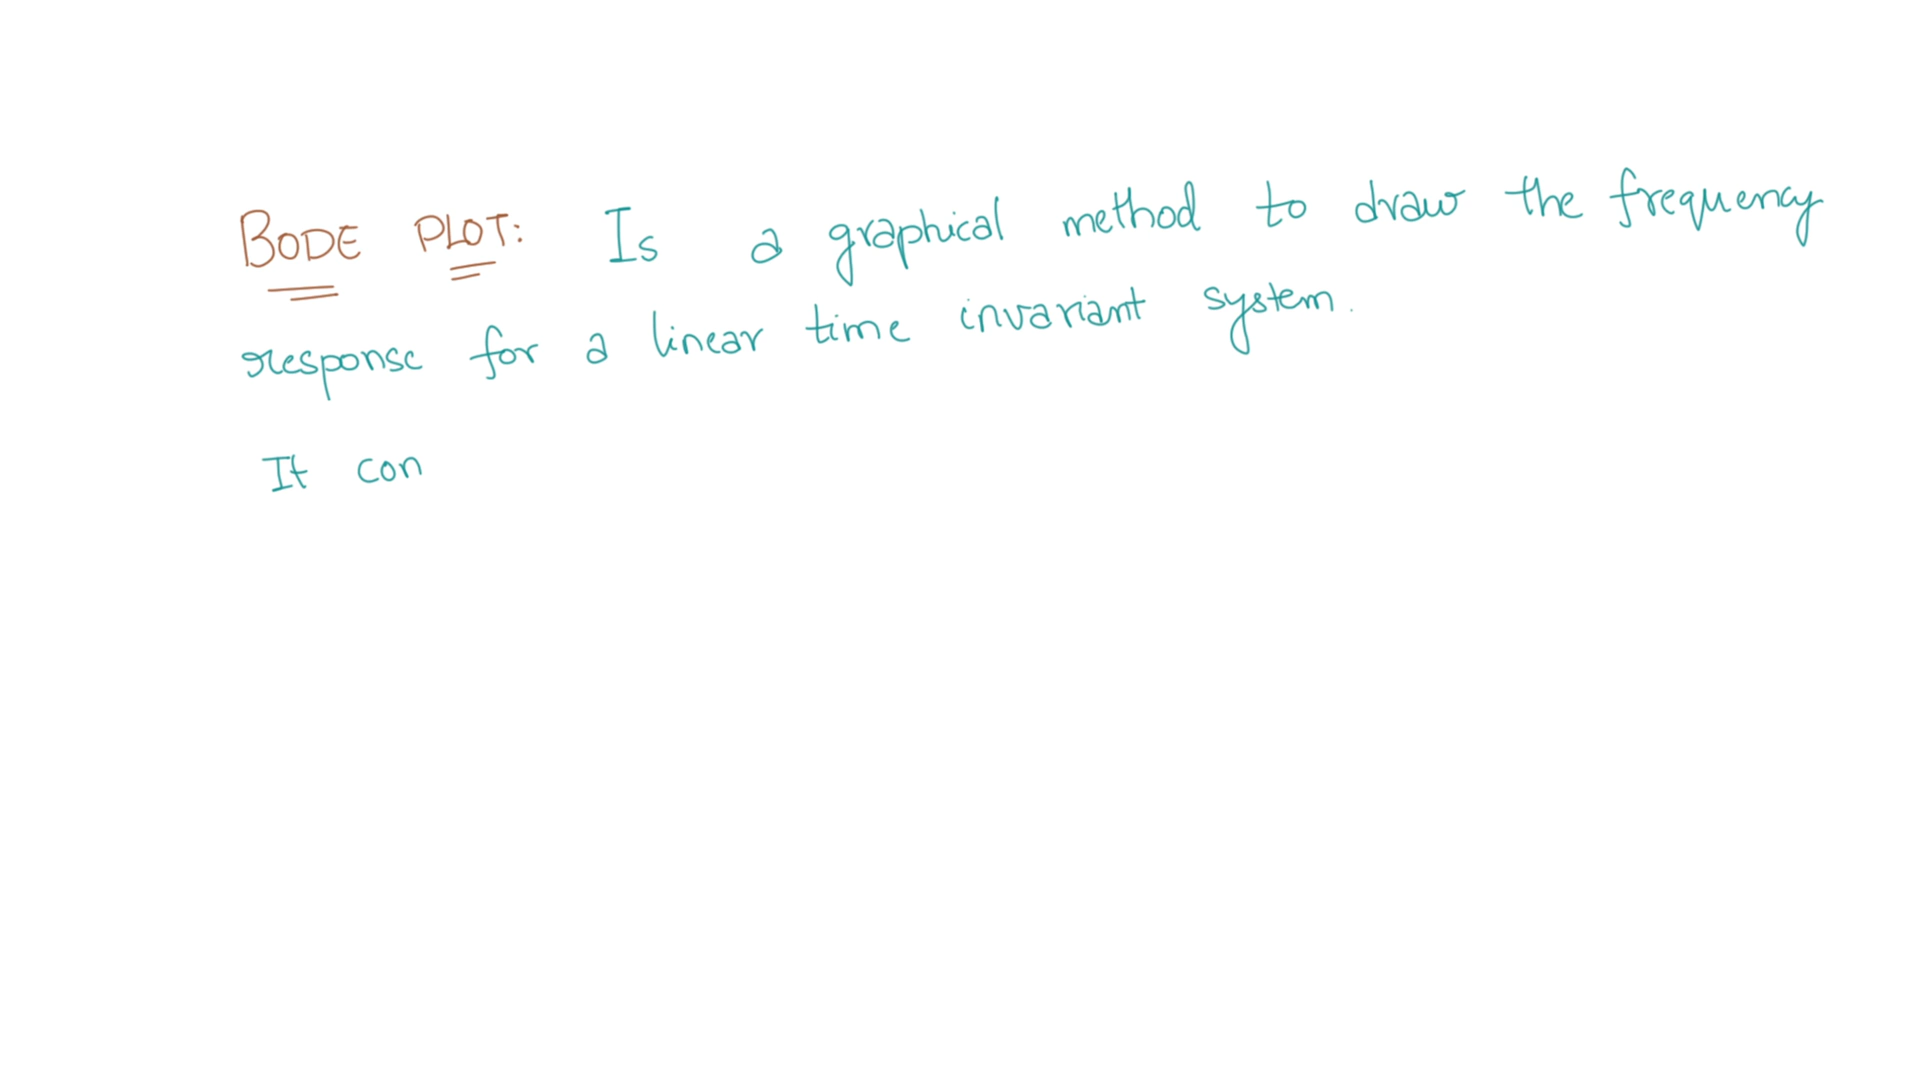 BODE PLOT: Is a graphical method to draw the frequency
response for a linear time invariant system.
It con